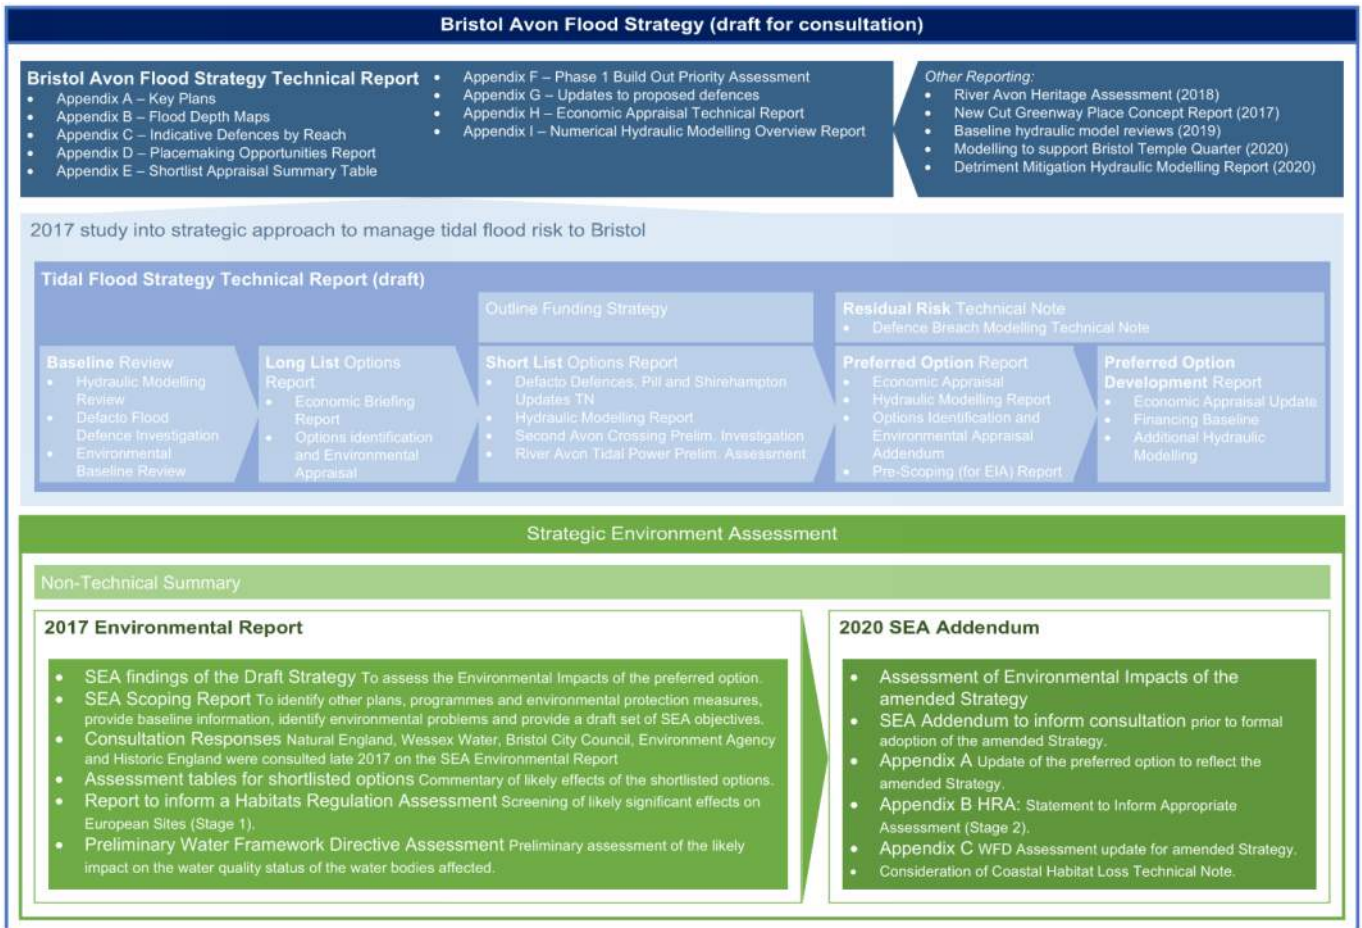 Bristol Avon Flood Strategy (draft for consultation)
Bristol Avon Flood Strategy Technical Report
• Appendix A – Key Plans
• Appendix B – Flood Depth Maps
• Appendix C – Indicative Defences by Reach
• Appendix D – Placemaking Opportunities Report
• Appendix E – Shortlist Appraisal Summary Table
• Appendix F – Phase 1 Build Out Priority Assessment
• Appendix G – Updates to proposed defences
• Appendix H – Economic Appraisal Technical Report
• Appendix I – Numerical Hydraulic Modelling Overview Report
Other Reporting:
• River Avon Heritage Assessment (2018)
• New Cut Greenway Place Concept Report (2017)
• Baseline hydraulic model reviews (2019)
• Modelling to support Bristol Temple Quarter (2020)
• Detriment Mitigation Hydraulic Modelling Report (2020)
2017 study into strategic approach to manage tidal flood risk to Bristol
Tidal Flood Strategy Technical Report (draft)
Outline Funding Strategy
Residual Risk Technical Note
• Defence Breach Modelling Technical Note
Baseline Review
• Hydraulic Modelling
Review
• Defacto Flood
Defence Investigation
• Environmental
Baseline Review
Long List Options
Report
• Economic Briefing
Report
• Options identification
and Environmental
Appraisal
Short List Options Report
• Defacto Defences, Pill and Shirehampton
Updates TN
• Hydraulic Modelling Report
• Second Avon Crossing Prelim. Investigation
• River Avon Tidal Power Prelim. Assessment
Preferred Option Report
• Economic Appraisal
• Hydraulic Modelling Report
• Options Identification and
Environmental Appraisal
Addendum
• Pre-Scoping (for EIA) Report
Preferred Option
Development Report
• Economic Appraisal Update
• Financing Baseline
• Additional Hydraulic
Modelling
Strategic Environment Assessment
Non-Technical Summary
2017 Environmental Report
• SEA findings of the Draft Strategy To assess the Environmental Impacts of the preferred option.
• SEA Scoping Report To identify other plans, programmes and environmental protection measures,
provide baseline information, identify environmental problems and provide a draft set of SEA objectives.
• Consultation Responses Natural England, Wessex Water, Bristol City Council, Environment Agency
and Historic England were consulted late 2017 on the SEA Environmental Report
• Assessment tables for shortlisted options Commentary of likely effects of the shortlisted options.
• Report to inform a Habitats Regulation Assessment Screening of likely significant effects on
European Sites (Stage 1).
• Preliminary Water Framework Directive Assessment Preliminary assessment of the likely
impact on the water quality status of the water bodies affected.
2020 SEA Addendum
• Assessment of Environmental Impacts of the
amended Strategy
• SEA Addendum to inform consultation prior to formal
adoption of the amended Strategy.
• Appendix A Update of the preferred option to reflect the
amended Strategy.
• Appendix B HRA: Statement to Inform Appropriate
Assessment (Stage 2).
• Appendix C WFD Assessment update for amended Strategy.
• Consideration of Coastal Habitat Loss Technical Note.